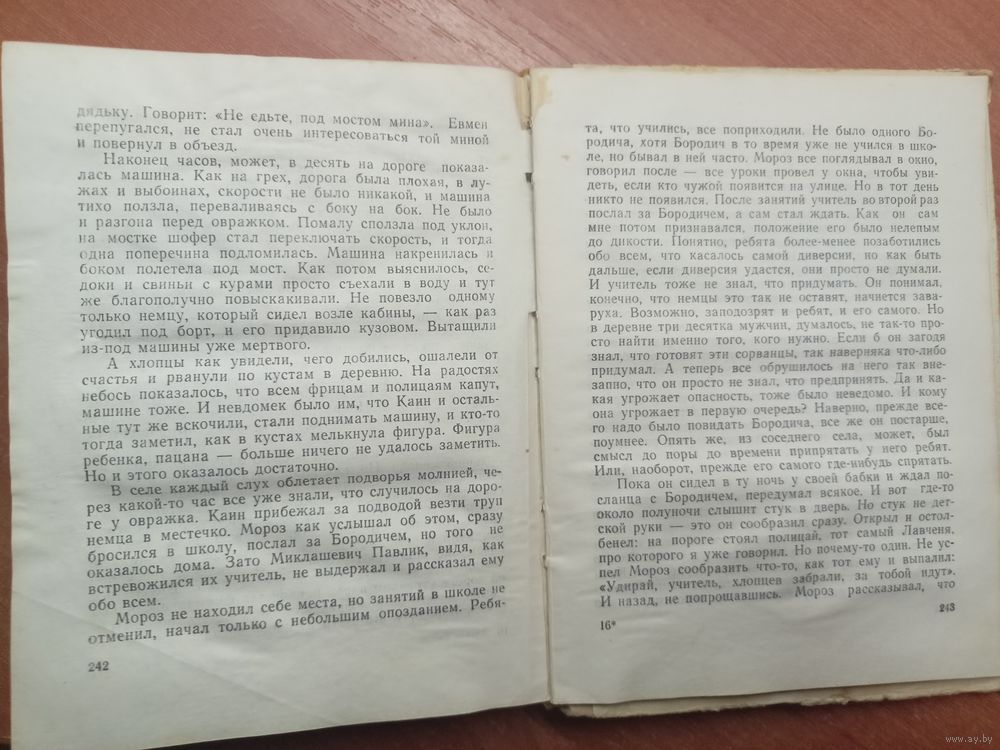 дядьку. Говорит: «Не едьте, под мостом мина». Евмен
перепугался, не стал очень интересоваться той миной
и повернул в объезд.
Наконец часов, может, в десять на дороге показа-
лась машина. Как на грех, дорога была плохая, в лу-
жах и выбоинах, скорости не было никакой, и машина
тихо ползла, переваливаясь с боку на бок. Не было
и разгона перед овражком. Помалу сползла под уклон,
на мостке шофер стал переключать скорость, и тогда
одна поперечина подломилась. Машина накренилась и
боком полетела под мост. Как потом выяснилось, се-
доки и свиньи с курами просто съехали в воду и тут
же благополучно повыскакивали. Не повезло одному
только немцу, который сидел возле кабины, — как раз
угодил под борт, и его придавило кузовом. Вытащили
из-под машины уже мертвого.
А хлопцы как увидели, чего добились, ошалели от
счастья и рванули по кустам в деревню. На радостях
небось показалось, что всем фрицам и полицаям капут,
машине тоже. И невдомек было им, что Каин и осталь-
ные тут же вскочили, стали поднимать машину, и кто-то
тогда заметил, как в кустах мелькнула фигура. Фигура
ребенка, пацана — больше ничего не удалось заметить.
Но и этого оказалось достаточно.
В селе каждый слух облетает подворья молнией, че-
рез какой-то час все уже знали, что случилось на доро-
ге у овражка. Каин прибежал за подводой везти труп
немца в местечко. Мороз как услышал об этом, сразу
бросился в школу, послал за Бородичем, но того не
оказалось дома. Зато Миклашевич Павлик, видя, как
встревожился их учитель, не выдержал и рассказал ему
обо всем.
Мороз не находил себе места, но занятий в школе не
отменил, начал только с небольшим опозданием. Ребя-
242
та, что учились, все поприходили. Не было одного Бо-
родича, хотя Бородич в то время уже не учился в шко-
ле, но бывал в ней часто. Мороз все поглядывал в окно,
говорил после — все уроки провел у окна, чтобы уви-
деть, если кто чужой появится на улице. Но в тот день
никто не появился. После занятий учитель во второй раз
послал за Бородичем, а сам стал ждать. Как он сам
мне потом признавался, положение его было нелепым
до дикости. Понятно, ребята более-менее позаботились
обо всем, что касалось самой диверсии, но как быть
дальше, если диверсия удастся, они просто не думали.
И учитель тоже не знал, что придумать. Он понимал,
конечно, что немцы это так не оставят, начнется зава-
руха. Возможно, заподозрят и ребят, и его самого. Но
в деревне три десятка мужчин, думалось, не так-то про-
сто найти именно того, кого нужно. Если б он загодя
знал, что готовят эти сорванцы, так наверняка что-либо
придумал. А теперь все обрушилось на него так вне-
запно, что он просто не знал, что предпринять. Да и ка-
кая угрожает опасность, тоже было неведомо. И кому
она угрожает в первую очередь? Наверно, прежде все-
го надо было повидать Бородича, все же он постарше,
поумнее. Опять же, из соседнего села, может, был
смысл до поры до времени припрятать у него ребят.
Или, наоборот, прежде его самого где-нибудь спрятать.
Пока он сидел в ту ночь у своей бабки и ждал по-
сланца с Бородичем, передумал всякое. И вот где-то
около полуночи слышит стук в дверь. Но стук не дет-
ской руки — это он сообразил сразу. Открыл и остол-
бенел: на пороге стоял полицай, тот самый Лавченя,
про которого я уже говорил. Но почему-то один. Не ус-
пел Мороз сообразить что-то, как тот ему и выпалил:
«Удирай, учитель, хлопцев забрали, за тобой идут».
И назад, не попрощавшись. Мороз рассказывал, что
16*
243
www.ay.by